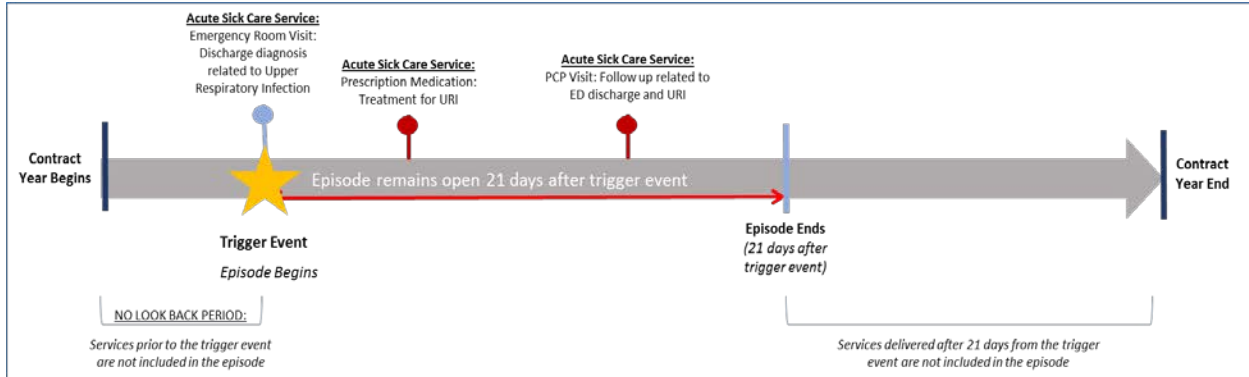 Acute Sick Care Service:
Emergency Room Visit:
Discharge diagnosis
related to Upper
Respiratory Infection
Acute Sick Care Service:
Prescription Medication:
Treatment for URI
Acute Sick Care Service:
PCP Visit: Follow up related to
ED discharge and URI
Contract
Year Begins
Episode remains open 21 days after trigger event
Contract
Year End
Trigger Event
Episode Begins
Episode Ends
(21 days after
trigger event)
NO LOOK BACK PERIOD:
Services prior to the trigger event
are not included in the episode
Services delivered after 21 days from the trigger
event are not included in the episode